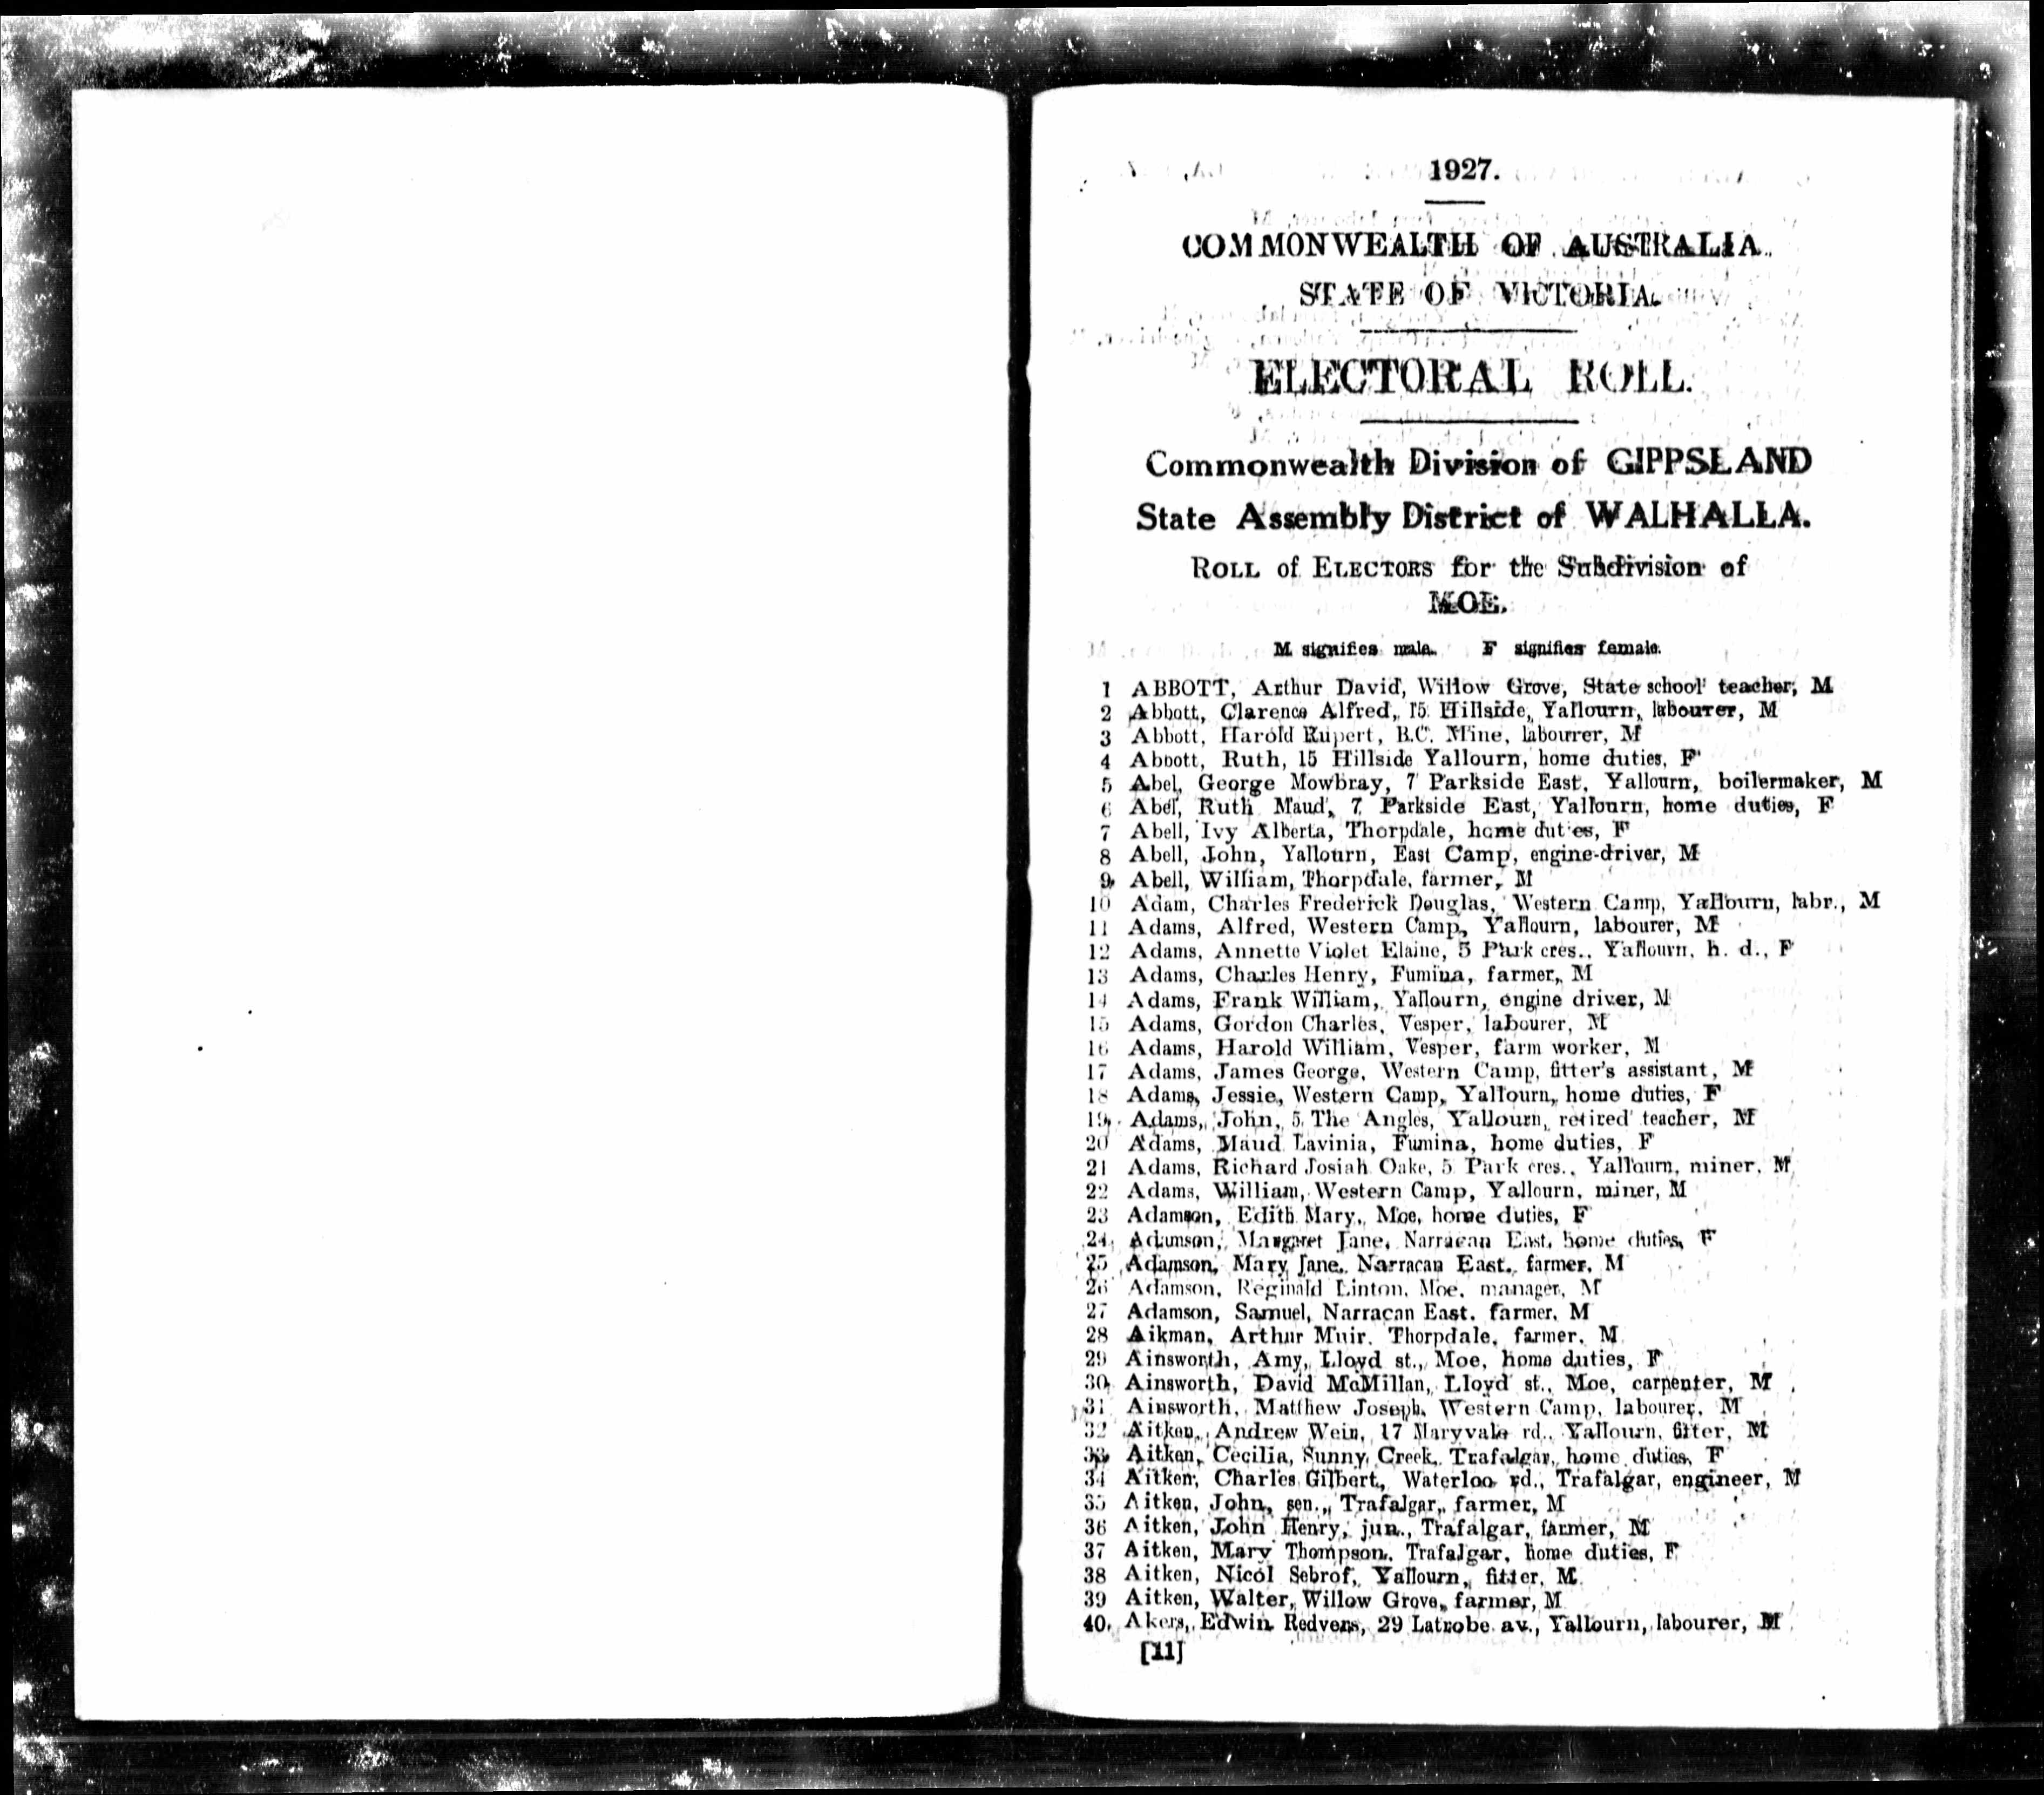 1927.
COMMONWEALTH OF AUSTRALIA.
STATE OF VICTORIA.
ELECTORAL ROLL.
Commonwealth Division of GIPPSLAND
State Assembly District of WALHALLA.
ROLL of ELECTORS for the Subdivision of
MOE.
M signifies male. F signifies female.
1 ABBOTT, Arthur David, Willow Grove, State school teacher, M
2 Abbott, Clarence Alfred, 15 Hillside, Yallourn, labourer, M
3 Abbott, Harold Rupert, B.C. Mine, labourer, M
4 Abbott, Ruth, 15 Hillside Yallourn, home duties, F
5 Abel, George Mowbray, 7 Parkside East, Yallourn, boilermaker, M
6 Abel, Ruth Maud, 7 Parkside East, Yallourn, home duties, F
7 Abell, Ivy Alberta, Thorpdale, home duties, F
8 Abell, John, Yallourn, East Camp, engine-driver, M
9 Abell, William, Thorpdale, farmer, M
10 Adam, Charles Frederick Douglas, Western Camp, Yallourn, labr., M
11 Adams, Alfred, Western Camp, Yallourn, labourer, M
12 Adams, Annette Violet Elaine, 5 Park cres., Yallourn, h. d., F
13 Adams, Charles Henry, Fumina, farmer, M
14 Adams, Frank William, Yallourn, engine driver, M
15 Adams, Gordon Charles, Vesper, labourer, M
16 Adams, Harold William, Vesper, farm worker, M
17 Adams, James George, Western Camp, fitter's assistant, M
18 Adams, Jessie, Western Camp, Yallourn, home duties, F
19 Adams, John, 5 The Angles, Yallourn, retired teacher, M
20 Adams, Maud Lavinia, Fumina, home duties, F
21 Adams, Richard Josiah Oake, 5 Park cres., Yallourn, miner, M
22 Adams, William, Western Camp, Yallourn, miner, M
23 Adamson, Edith Mary, Moe, home duties, F
24 Adamson, Margaret Jane, Narracan East, home duties, F
25 Adamson, Mary Jane, Narracan East, farmer, M
26 Adamson, Reginald Linton, Moe, manager, M
27 Adamson, Samuel, Narracan East, farmer, M
28 Aikman, Arthur Muir, Thorpdale, farmer, M
29 Ainsworth, Amy, Lloyd st., Moe, home duties, F
30 Ainsworth, David McMillan, Lloyd st., Moe, carpenter, M
31 Ainsworth, Matthew Joseph, Western Camp, labourer, M
32 Aitken, Andrew Wein, 17 Maryvale rd., Yallourn, fitter, M
33 Aitken, Cecilia, Sunny Creek, Trafalgar, home duties, F
34 Aitken, Charles Gilbert, Waterloo rd., Trafalgar, engineer, M
35 Aitken, John, sen., Trafalgar, farmer, M
36 Aitken, John Henry, jun., Trafalgar, farmer, M
37 Aitken, Mary Thompson, Trafalgar, home duties, F
38 Aitken, Nicol Sebrof, Yallourn, fitter, M
39 Aitken, Walter, Willow Grove, farmer, M
40 Akers, Edwin Redvers, 29 Latrobe av., Yallourn, labourer, M
[11]